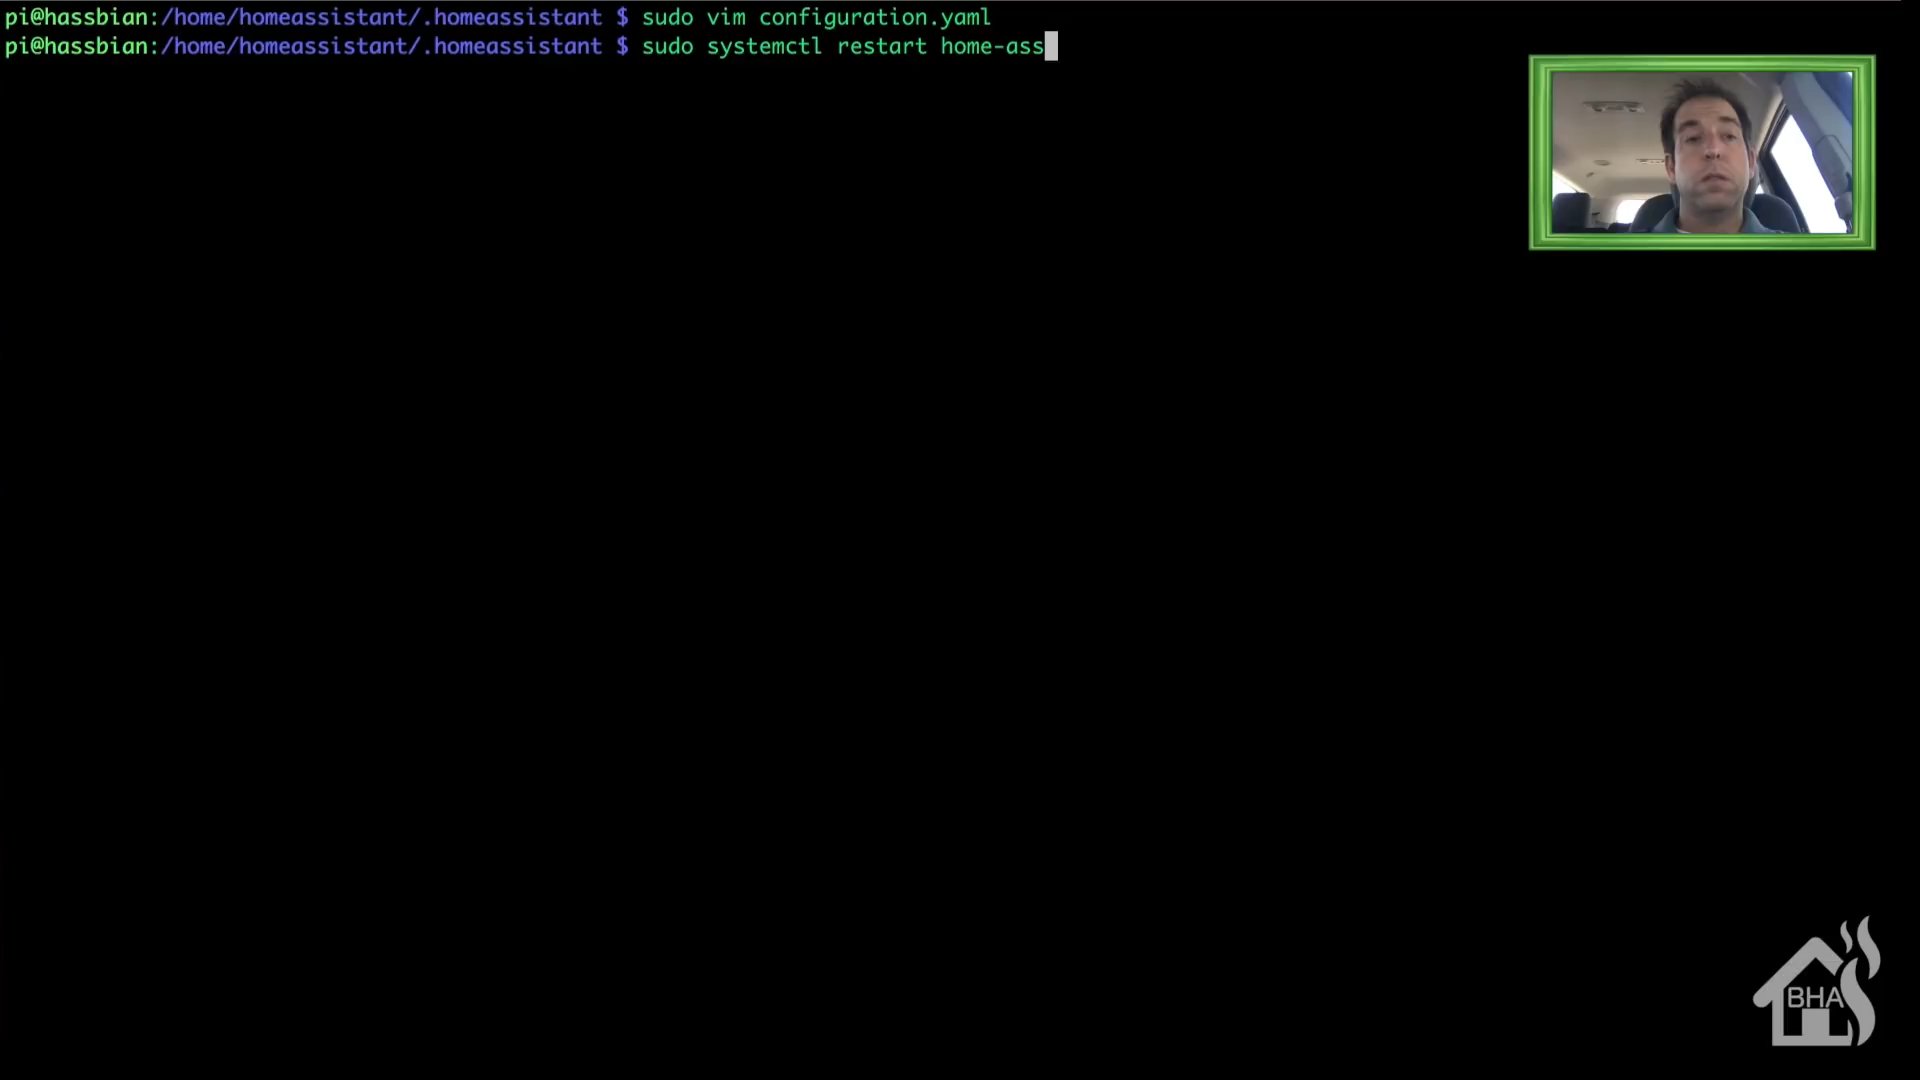 pi@hassbian:/home/homeassistant/.homeassistant $ sudo vim configuration.yaml
pi@hassbian:/home/homeassistant/.homeassistant $ sudo systemctl restart home-ass
BHA